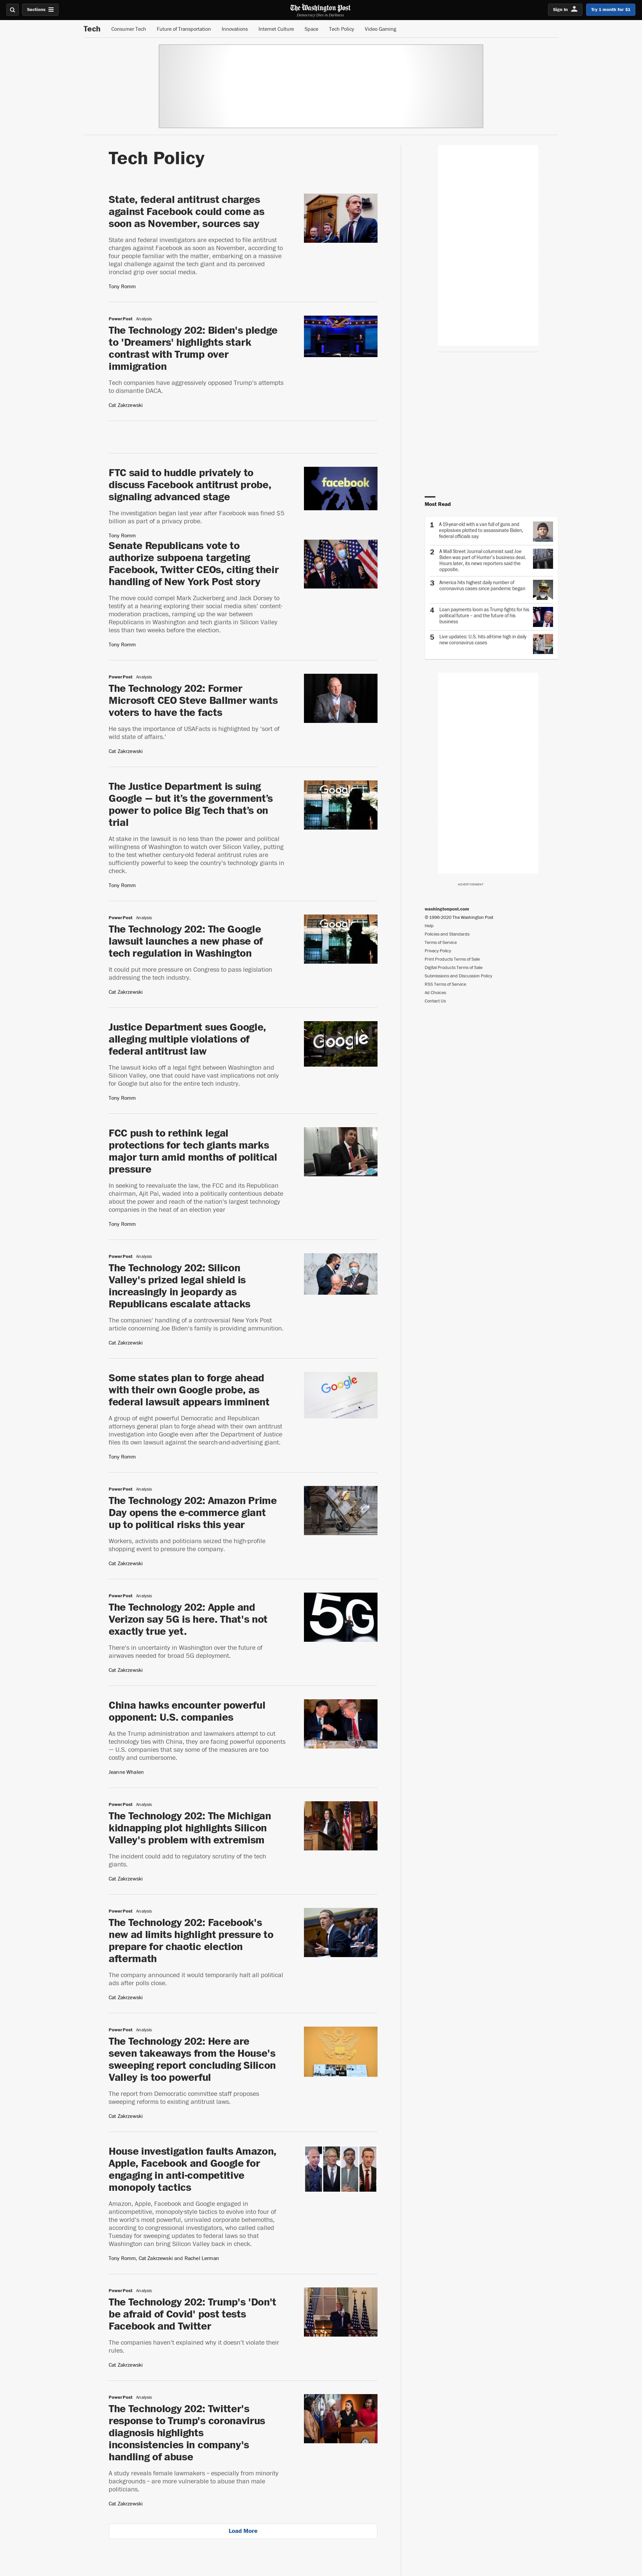 Sections
The Washington Post
Democracy Dies in Darkness
Sign in
Try 1 month for $1
Tech
Consumer Tech
Future of Transportation
Innovations
Internet Culture
Space
Tech Policy
Video Gaming
Tech Policy
State, federal antitrust charges
against Facebook could come as
soon as November, sources say
State and federal investigators are expected to file antitrust
charges against Facebook as soon as November, according to
four people familiar with the matter, embarking on a massive
legal challenge against the tech giant and its perceived
ironclad grip over social media.
Tony Romm
PowerPost Analysis
The Technology 202: Biden's pledge
to 'Dreamers' highlights stark
contrast with Trump over
immigration
Tech companies have aggressively opposed Trump's attempts
to dismantle DACA.
Cat Zakrzewski
FTC said to huddle privately to
discuss Facebook antitrust probe,
signaling advanced stage
The investigation began last year after Facebook was fined $5
billion as part of a privacy probe.
Tony Romm
facebook
Senate Republicans vote to
authorize subpoena targeting
Facebook, Twitter CEOs, citing their
handling of New York Post story
The move could compel Mark Zuckerberg and Jack Dorsey to
testify at a hearing exploring their social media sites' content-
moderation practices, ramping up the war between
Republicans in Washington and tech giants in Silicon Valley
less than two weeks before the election.
Tony Romm
PowerPost Analysis
The Technology 202: Former
Microsoft CEO Steve Ballmer wants
voters to have the facts
He says the importance of USAFacts is highlighted by 'sort of
wild state of affairs.'
Cat Zakrzewski
The Justice Department is suing
Google — but it's the government's
power to police Big Tech that's on
trial
At stake in the lawsuit is no less than the power and political
willingness of Washington to watch over Silicon Valley, putting
to the test whether century-old federal antitrust rules are
sufficiently powerful to keep the country's technology giants in
check.
Tony Romm
Google
PowerPost Analysis
The Technology 202: The Google
lawsuit launches a new phase of
tech regulation in Washington
It could put more pressure on Congress to pass legislation
addressing the tech industry.
Cat Zakrzewski
Google
Justice Department sues Google,
alleging multiple violations of
federal antitrust law
The lawsuit kicks off a legal fight between Washington and
Silicon Valley, one that could have vast implications not only
for Google but also for the entire tech industry.
Tony Romm
Google
FCC push to rethink legal
protections for tech giants marks
major turn amid months of political
pressure
In seeking to reevaluate the law, the FCC and its Republican
chairman, Ajit Pai, waded into a politically contentious debate
about the power and reach of the nation's largest technology
companies in the heat of an election year
Tony Romm
PowerPost Analysis
The Technology 202: Silicon
Valley's prized legal shield is
increasingly in jeopardy as
Republicans escalate attacks
The companies' handling of a controversial New York Post
article concerning Joe Biden's family is providing ammunition.
Cat Zakrzewski
Some states plan to forge ahead
with their own Google probe, as
federal lawsuit appears imminent
A group of eight powerful Democratic and Republican
attorneys general plan to forge ahead with their own antitrust
investigation into Google even after the Department of Justice
files its own lawsuit against the search-and-advertising giant.
Tony Romm
Google
PowerPost Analysis
The Technology 202: Amazon Prime
Day opens the e-commerce giant
up to political risks this year
Workers, activists and politicians seized the high-profile
shopping event to pressure the company.
Cat Zakrzewski
PowerPost Analysis
The Technology 202: Apple and
Verizon say 5G is here. That's not
exactly true yet.
There's in uncertainty in Washington over the future of
airwaves needed for broad 5G deployment.
Cat Zakrzewski
5G
China hawks encounter powerful
opponent: U.S. companies
As the Trump administration and lawmakers attempt to cut
technology ties with China, they are facing powerful opponents
— U.S. companies that say some of the measures are too
costly and cumbersome.
Jeanne Whalen
PowerPost Analysis
The Technology 202: The Michigan
kidnapping plot highlights Silicon
Valley's problem with extremism
The incident could add to regulatory scrutiny of the tech
giants.
Cat Zakrzewski
PowerPost Analysis
The Technology 202: Facebook's
new ad limits highlight pressure to
prepare for chaotic election
aftermath
The company announced it would temporarily halt all political
ads after polls close.
Cat Zakrzewski
PowerPost Analysis
The Technology 202: Here are
seven takeaways from the House's
sweeping report concluding Silicon
Valley is too powerful
The report from Democratic committee staff proposes
sweeping reforms to existing antitrust laws.
Cat Zakrzewski
House investigation faults Amazon,
Apple, Facebook and Google for
engaging in anti-competitive
monopoly tactics
Amazon, Apple, Facebook and Google engaged in
anticompetitive, monopoly-style tactics to evolve into four of
the world's most powerful, unrivaled corporate behemoths,
according to congressional investigators, who called called
Tuesday for sweeping updates to federal laws so that
Washington can bring Silicon Valley back in check.
Tony Romm, Cat Zakrzewski and Rachel Lerman
PowerPost Analysis
The Technology 202: Trump's 'Don't
be afraid of Covid' post tests
Facebook and Twitter
The companies haven't explained why it doesn't violate their
rules.
Cat Zakrzewski
PowerPost Analysis
The Technology 202: Twitter's
response to Trump's coronavirus
diagnosis highlights
inconsistencies in company's
handling of abuse
A study reveals female lawmakers – especially from minority
backgrounds – are more vulnerable to abuse than male
politicians.
Cat Zakrzewski
Load More
Most Read
1 A 19-year-old with a van full of guns and
explosives plotted to assassinate Biden,
federal officials say
2 A Wall Street Journal columnist said Joe
Biden was part of Hunter's business deal.
Hours later, its news reporters said the
opposite.
3 America hits highest daily number of
coronavirus cases since pandemic began
4 Loan payments loom as Trump fights for his
political future – and the future of his
business
5 Live updates: U.S. hits all-time high in daily
new coronavirus cases
ADVERTISEMENT
washingtonpost.com
© 1996-2020 The Washington Post
Help
Policies and Standards
Terms of Service
Privacy Policy
Print Products Terms of Sale
Digital Products Terms of Sale
Submissions and Discussion Policy
RSS Terms of Service
Ad Choices
Contact Us